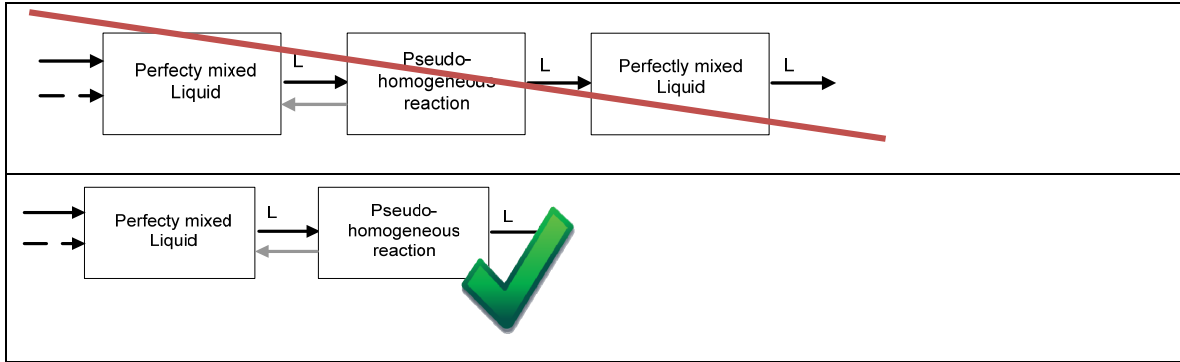 Perfecty mixed
Liquid
L
Pseudo-
homogeneous
reaction
L
Perfectly mixed
Liquid
L
Perfecty mixed
Liquid
L
Pseudo-
homogeneous
reaction
L